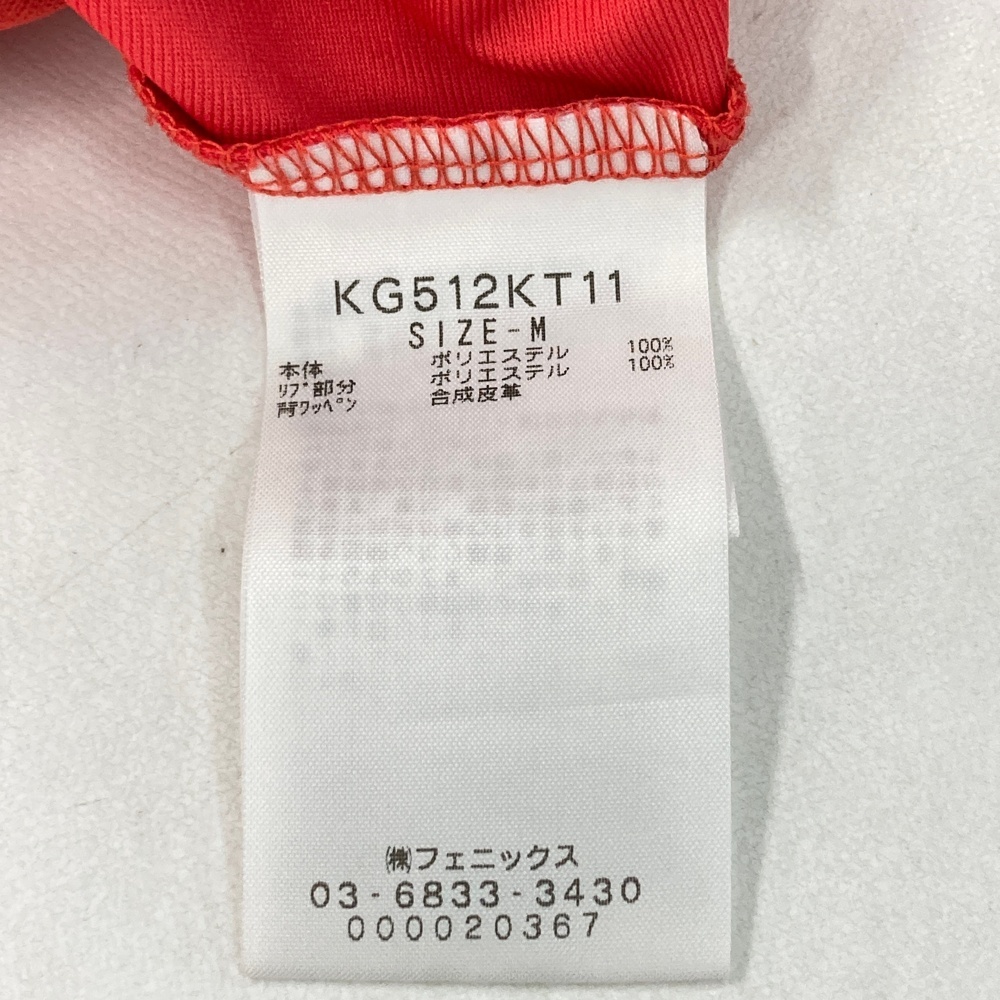 KG512KT11
SIZE-M
本体 ポリエステル 100%
リブ部分 ポリエステル 100%
背ワッペン 合成皮革
㈱フェニックス
03-6833-3430
000020367